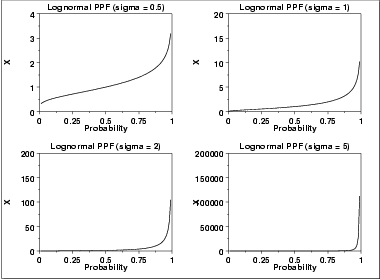 Lognormal PPF (sigma = 0.5)
4
3
2
1
0
X
0 0.25 0.5 0.75 1
Probability
Lognormal PPF (sigma = 1)
20
15
10
5
0
X
0 0.25 0.5 0.75 1
Probability
Lognormal PPF (sigma = 2)
200
150
100
50
0
X
0 0.25 0.5 0.75 1
Probability
Lognormal PPF (sigma = 5)
200000
150000
100000
50000
0
X
0 0.25 0.5 0.75 1
Probability